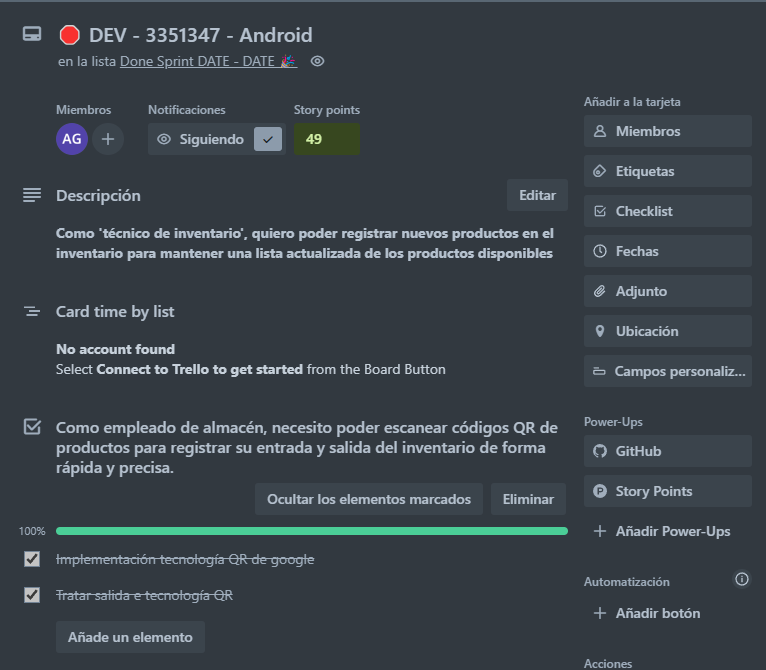 DEV - 3351347 - Android
en la lista Done Sprint DATE - DATE 🎉
Miembros
Notificaciones
Story points
AG
Siguiendo
49
Descripción
Editar
Como 'técnico de inventario', quiero poder registrar nuevos productos en el
inventario para mantener una lista actualizada de los productos disponibles
Card time by list
No account found
Select Connect to Trello to get started from the Board Button
Como empleado de almacén, necesito poder escanear códigos QR de
productos para registrar su entrada y salida del inventario de forma
rápida y precisa.
Ocultar los elementos marcados
Eliminar
100%
Implementación tecnología QR de google
Tratar salida e tecnología QR
Añade un elemento
Añadir a la tarjeta
Miembros
Etiquetas
Checklist
Fechas
Adjunto
Ubicación
Campos personaliz...
Power-Ups
GitHub
Story Points
Añadir Power-Ups
Automatización
Añadir botón
Acciones